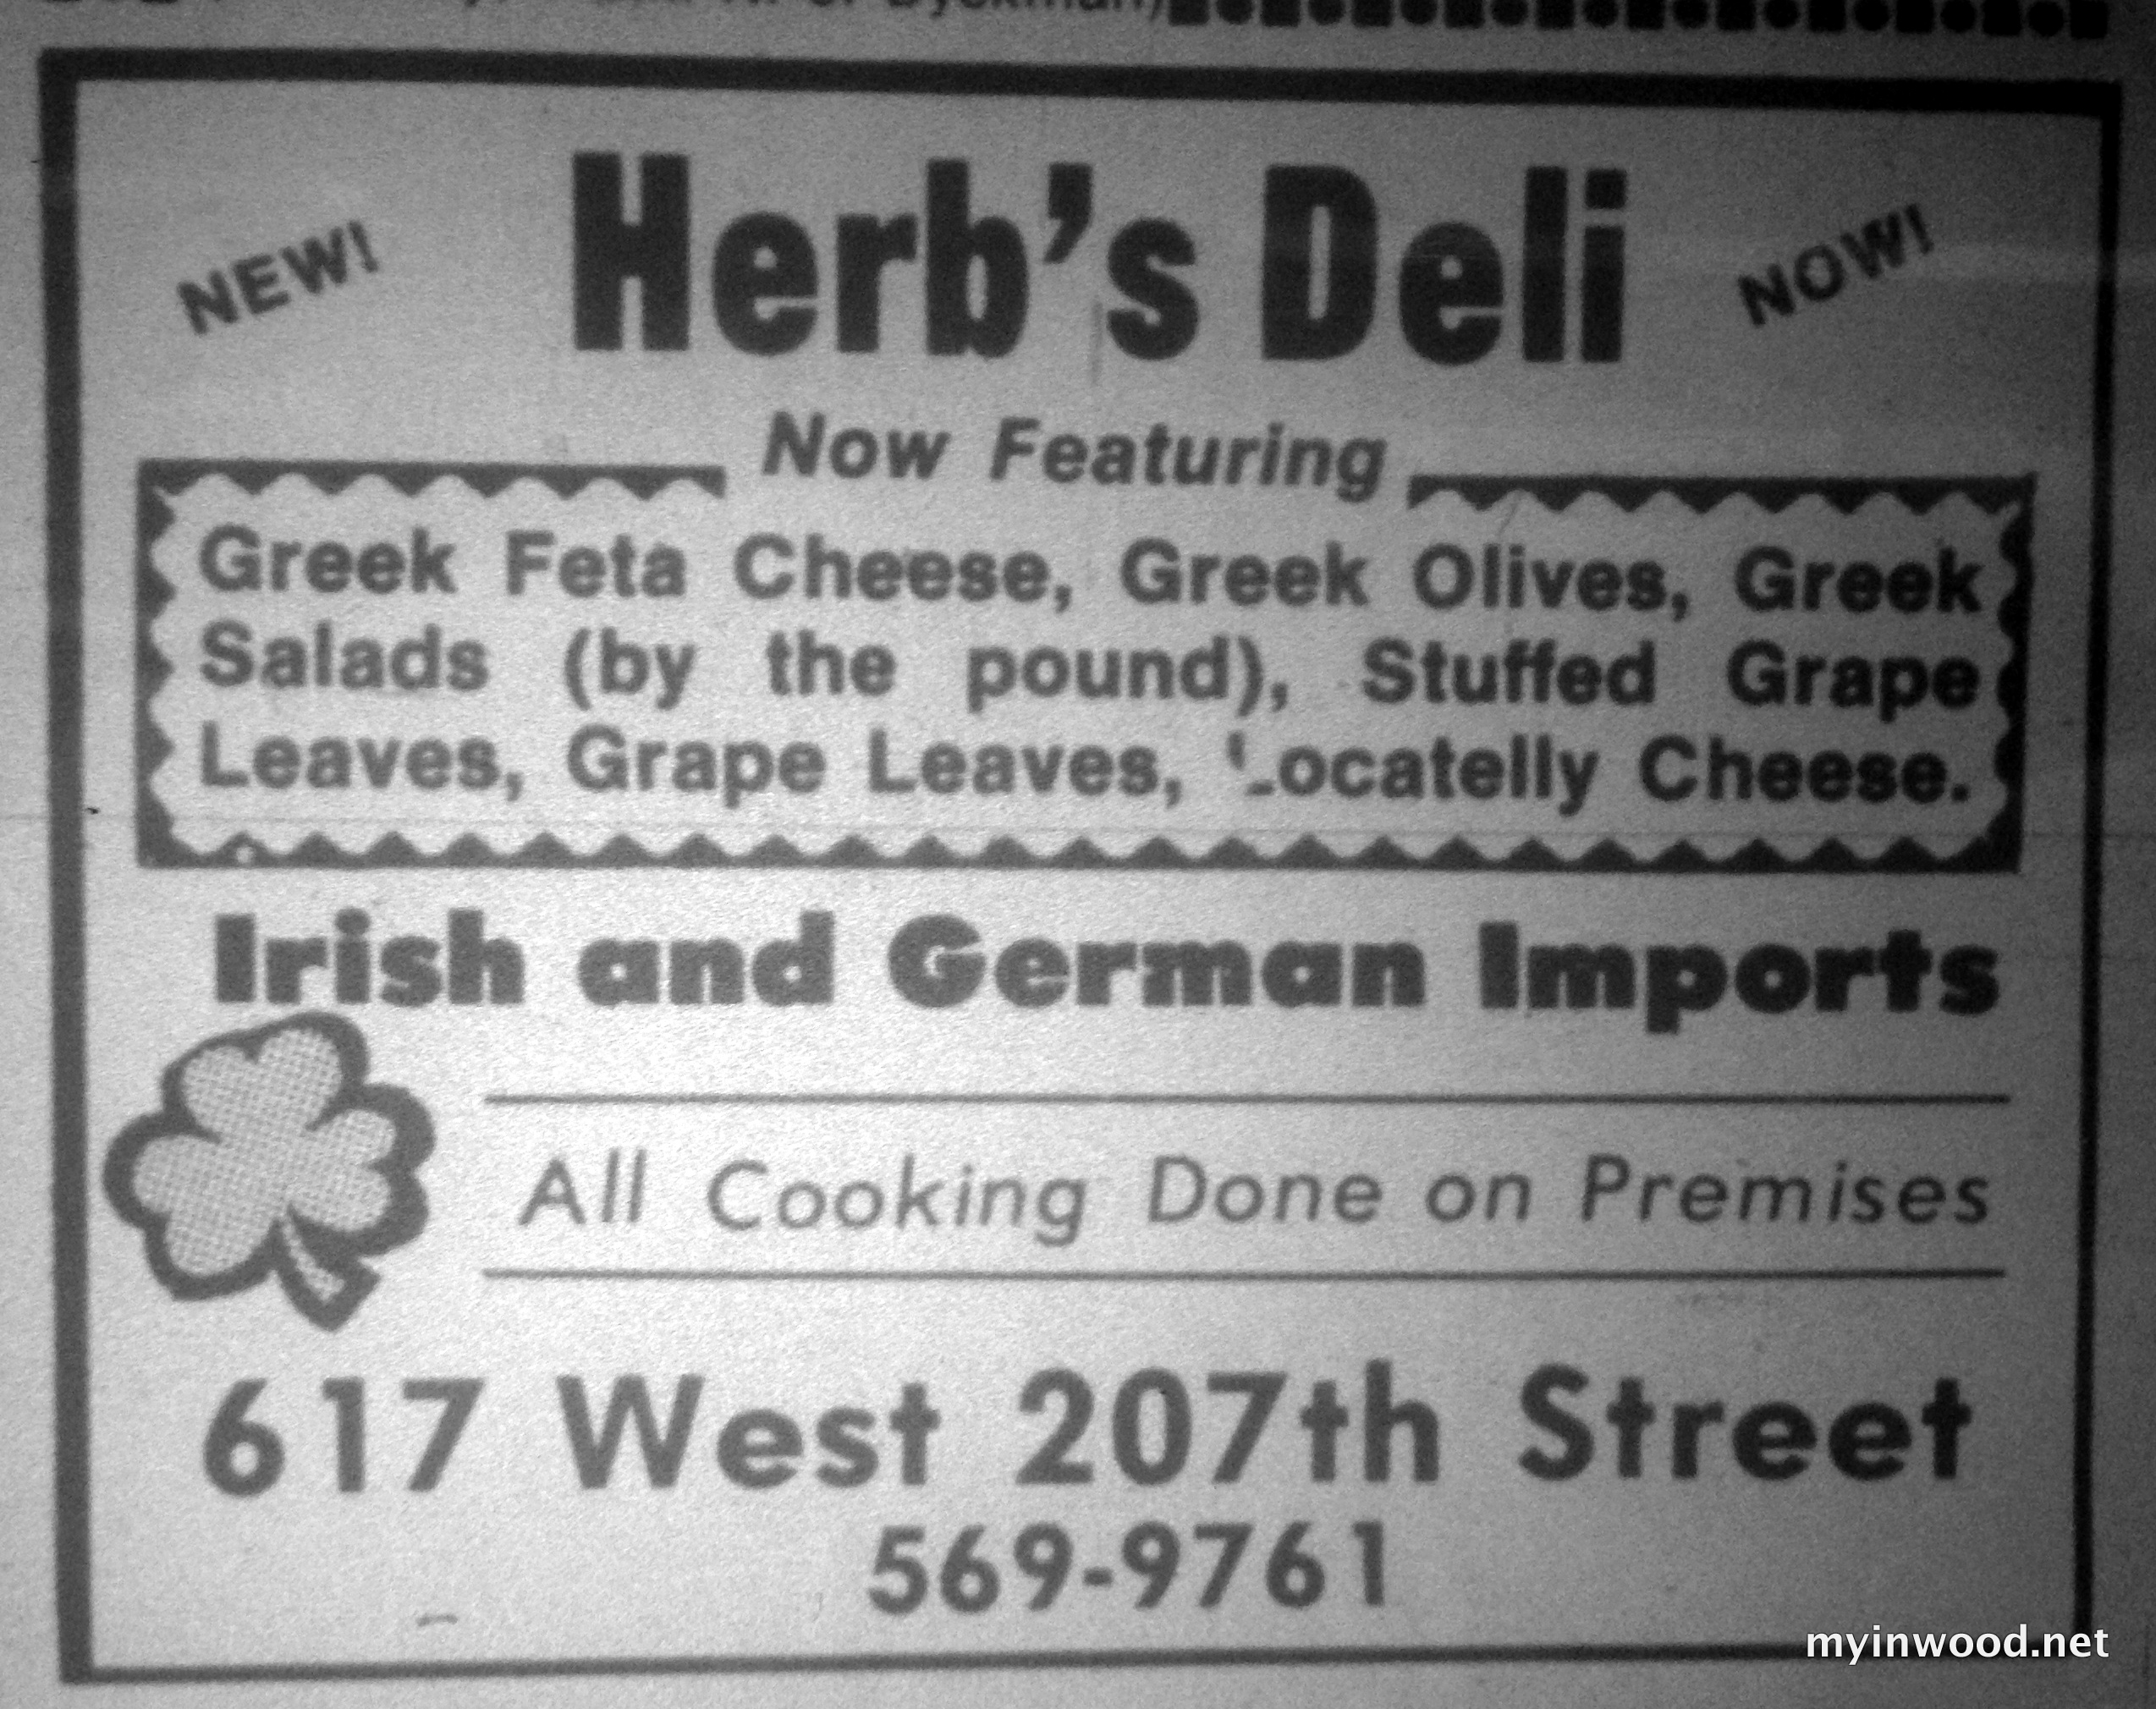 Dyckman)
NEW!
Herb's Deli
NOW!
Now Featuring
Greek Feta Cheese, Greek Olives, Greek
Salads (by the pound), Stuffed Grape
Leaves, Grape Leaves, Locatelly Cheese.
Irish and German Imports
All Cooking Done on Premises
617 West 207th Street
569-9761
myinwood.net